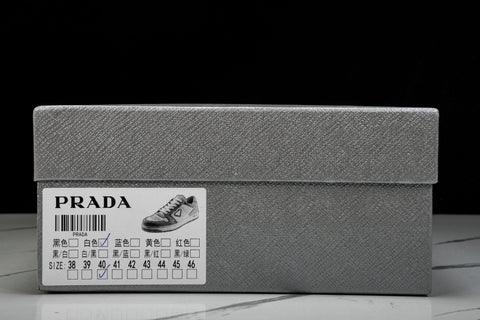 PRADA
PRADA
黑色 白色 蓝色 黄色 红色
黑/白 白/黑 黑/蓝 黑/红 黑/绿
SIZE: 38 39 40 41 42 43 44 45 46